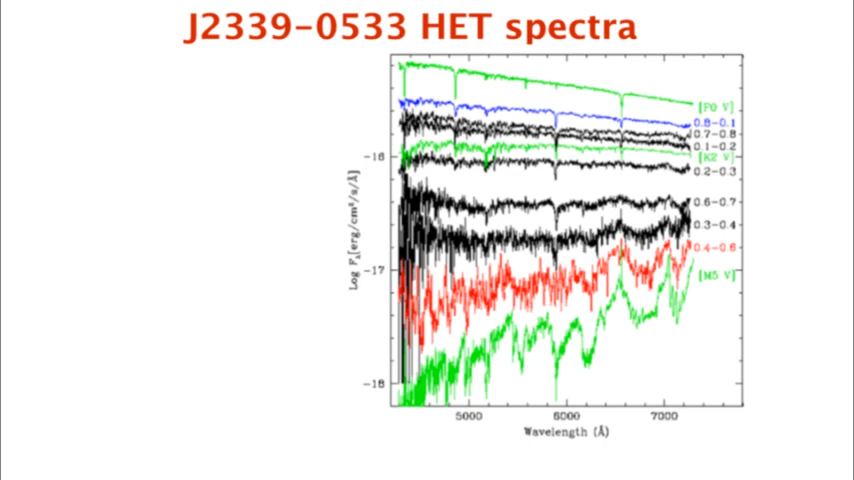 J2339-0533 HET spectra
[F0 V]
0.8-0.1
0.7-0.8
0.1-0.2
[K2 V]
0.2-0.3
0.6-0.7
0.3-0.4
0.4-0.6
[M5 V]
-16
-17
-18
Log Fλ[erg/cm²/s/Å]
5000 6000 7000
Wavelength (Å)